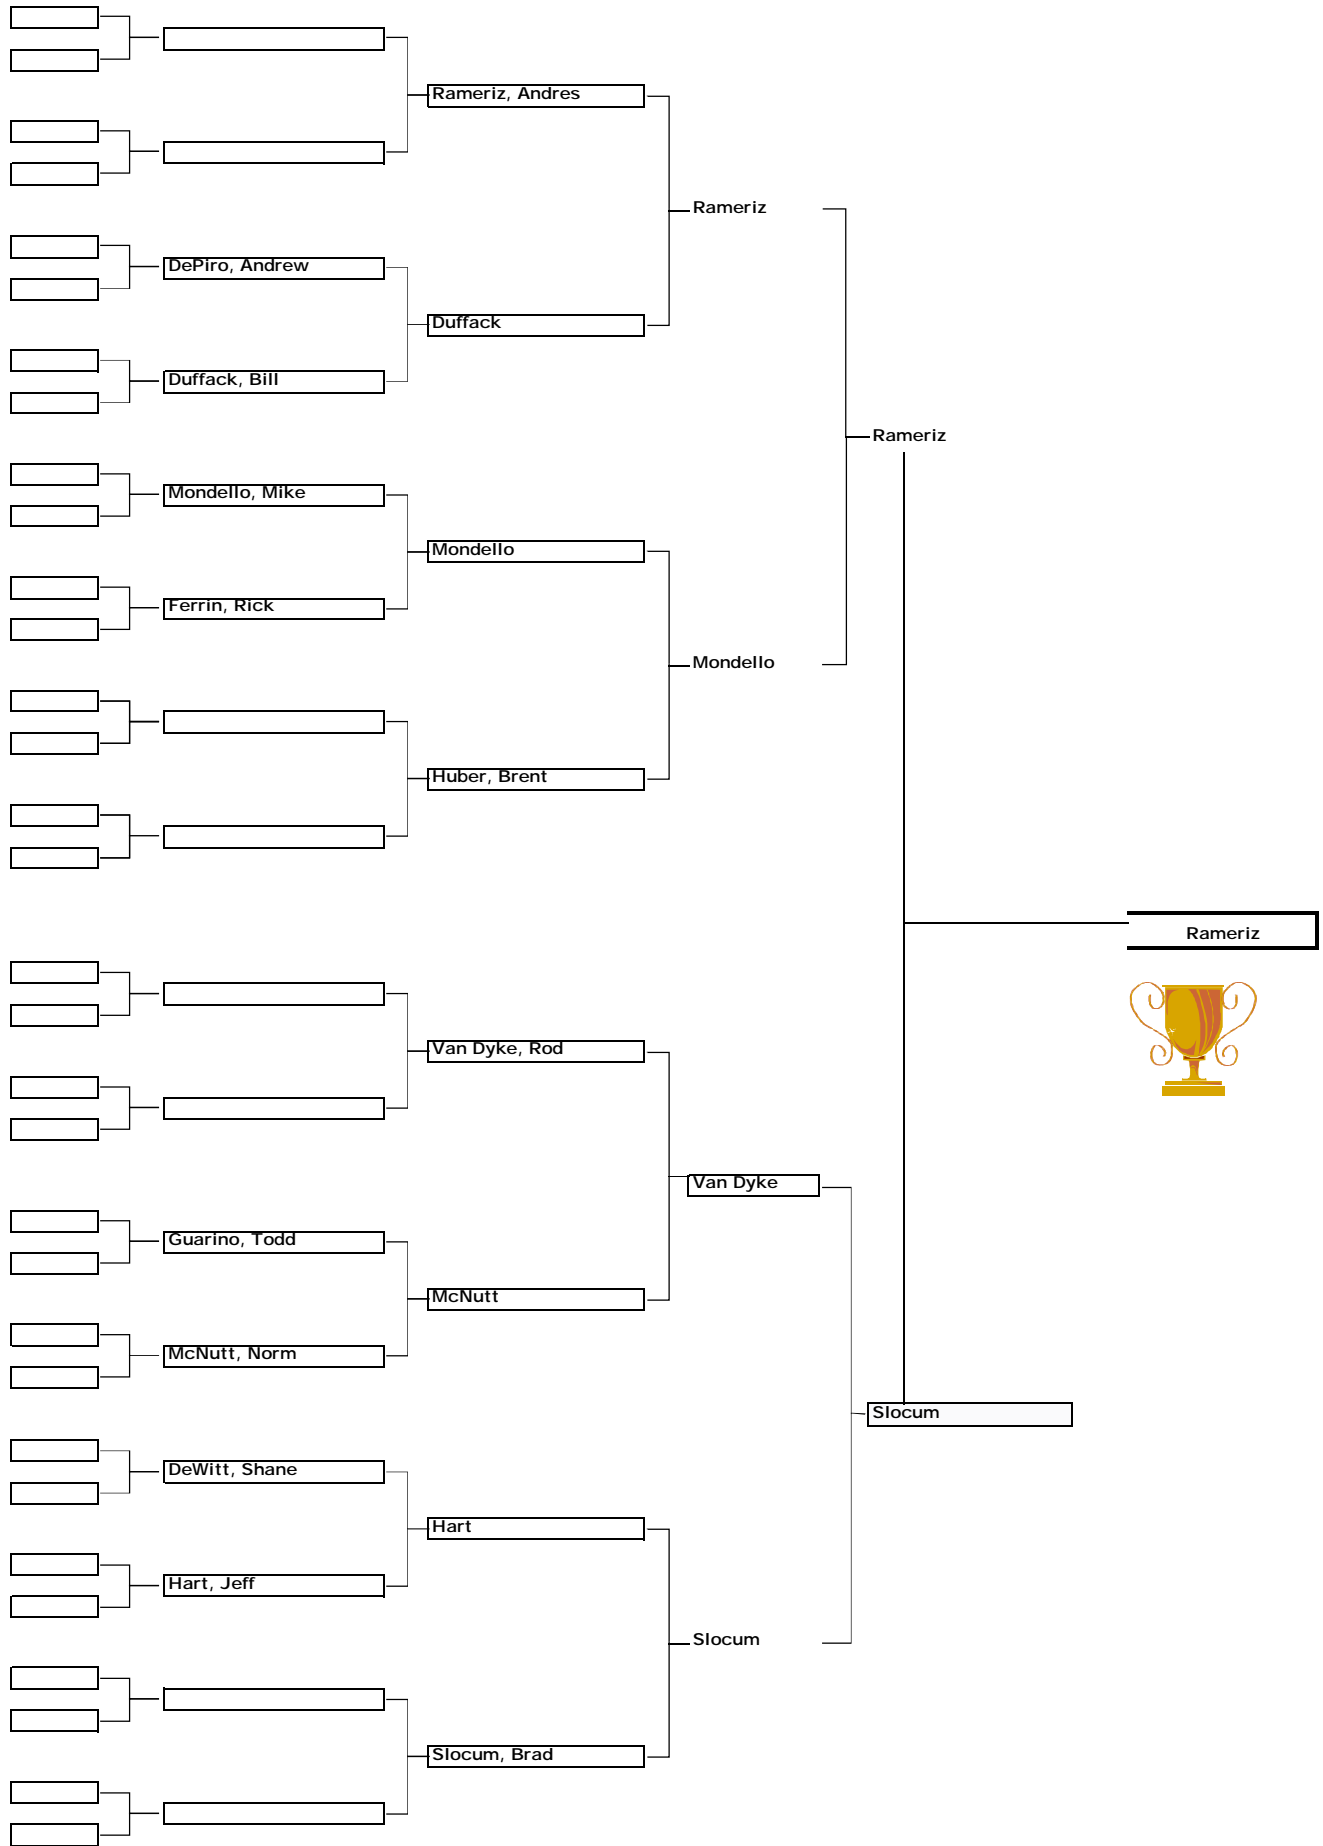 Rameriz, Andres
Rameriz
DePiro, Andrew
Duffack
Duffack, Bill
Rameriz
Mondello, Mike
Mondello
Ferrin, Rick
Mondello
Huber, Brent
Rameriz
Van Dyke, Rod
Van Dyke
Guarino, Todd
McNutt
McNutt, Norm
Slocum
DeWitt, Shane
Hart
Hart, Jeff
Slocum
Slocum, Brad